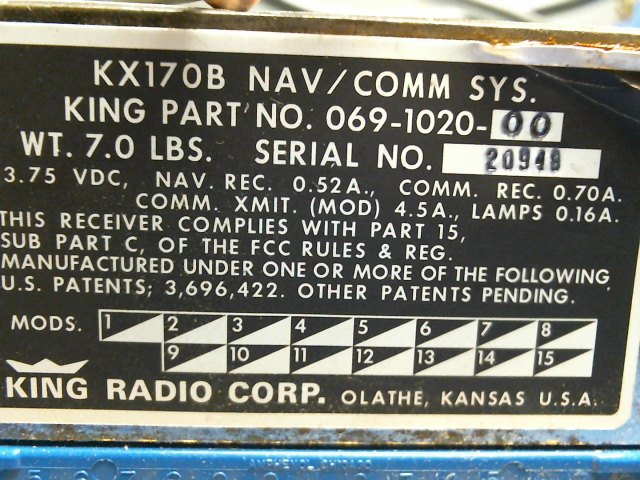 KX170B NAV/COMM SYS.
KING PART NO. 069-1020-00
WT. 7.0 LBS. SERIAL NO. 20948
3.75 VDC, NAV. REC. 0.52A., COMM. REC. 0.70A.
COMM. XMIT. (MOD) 4.5A., LAMPS 0.16A.
THIS RECEIVER COMPLIES WITH PART 15,
SUB PART C, OF THE FCC RULES & REG.
MANUFACTURED UNDER ONE OR MORE OF THE FOLLOWING
U.S. PATENTS; 3,696,422. OTHER PATENTS PENDING.
MODS. 1 2 3 4 5 6 7 8
9 10 11 12 13 14 15
KING RADIO CORP. OLATHE, KANSAS U.S.A.